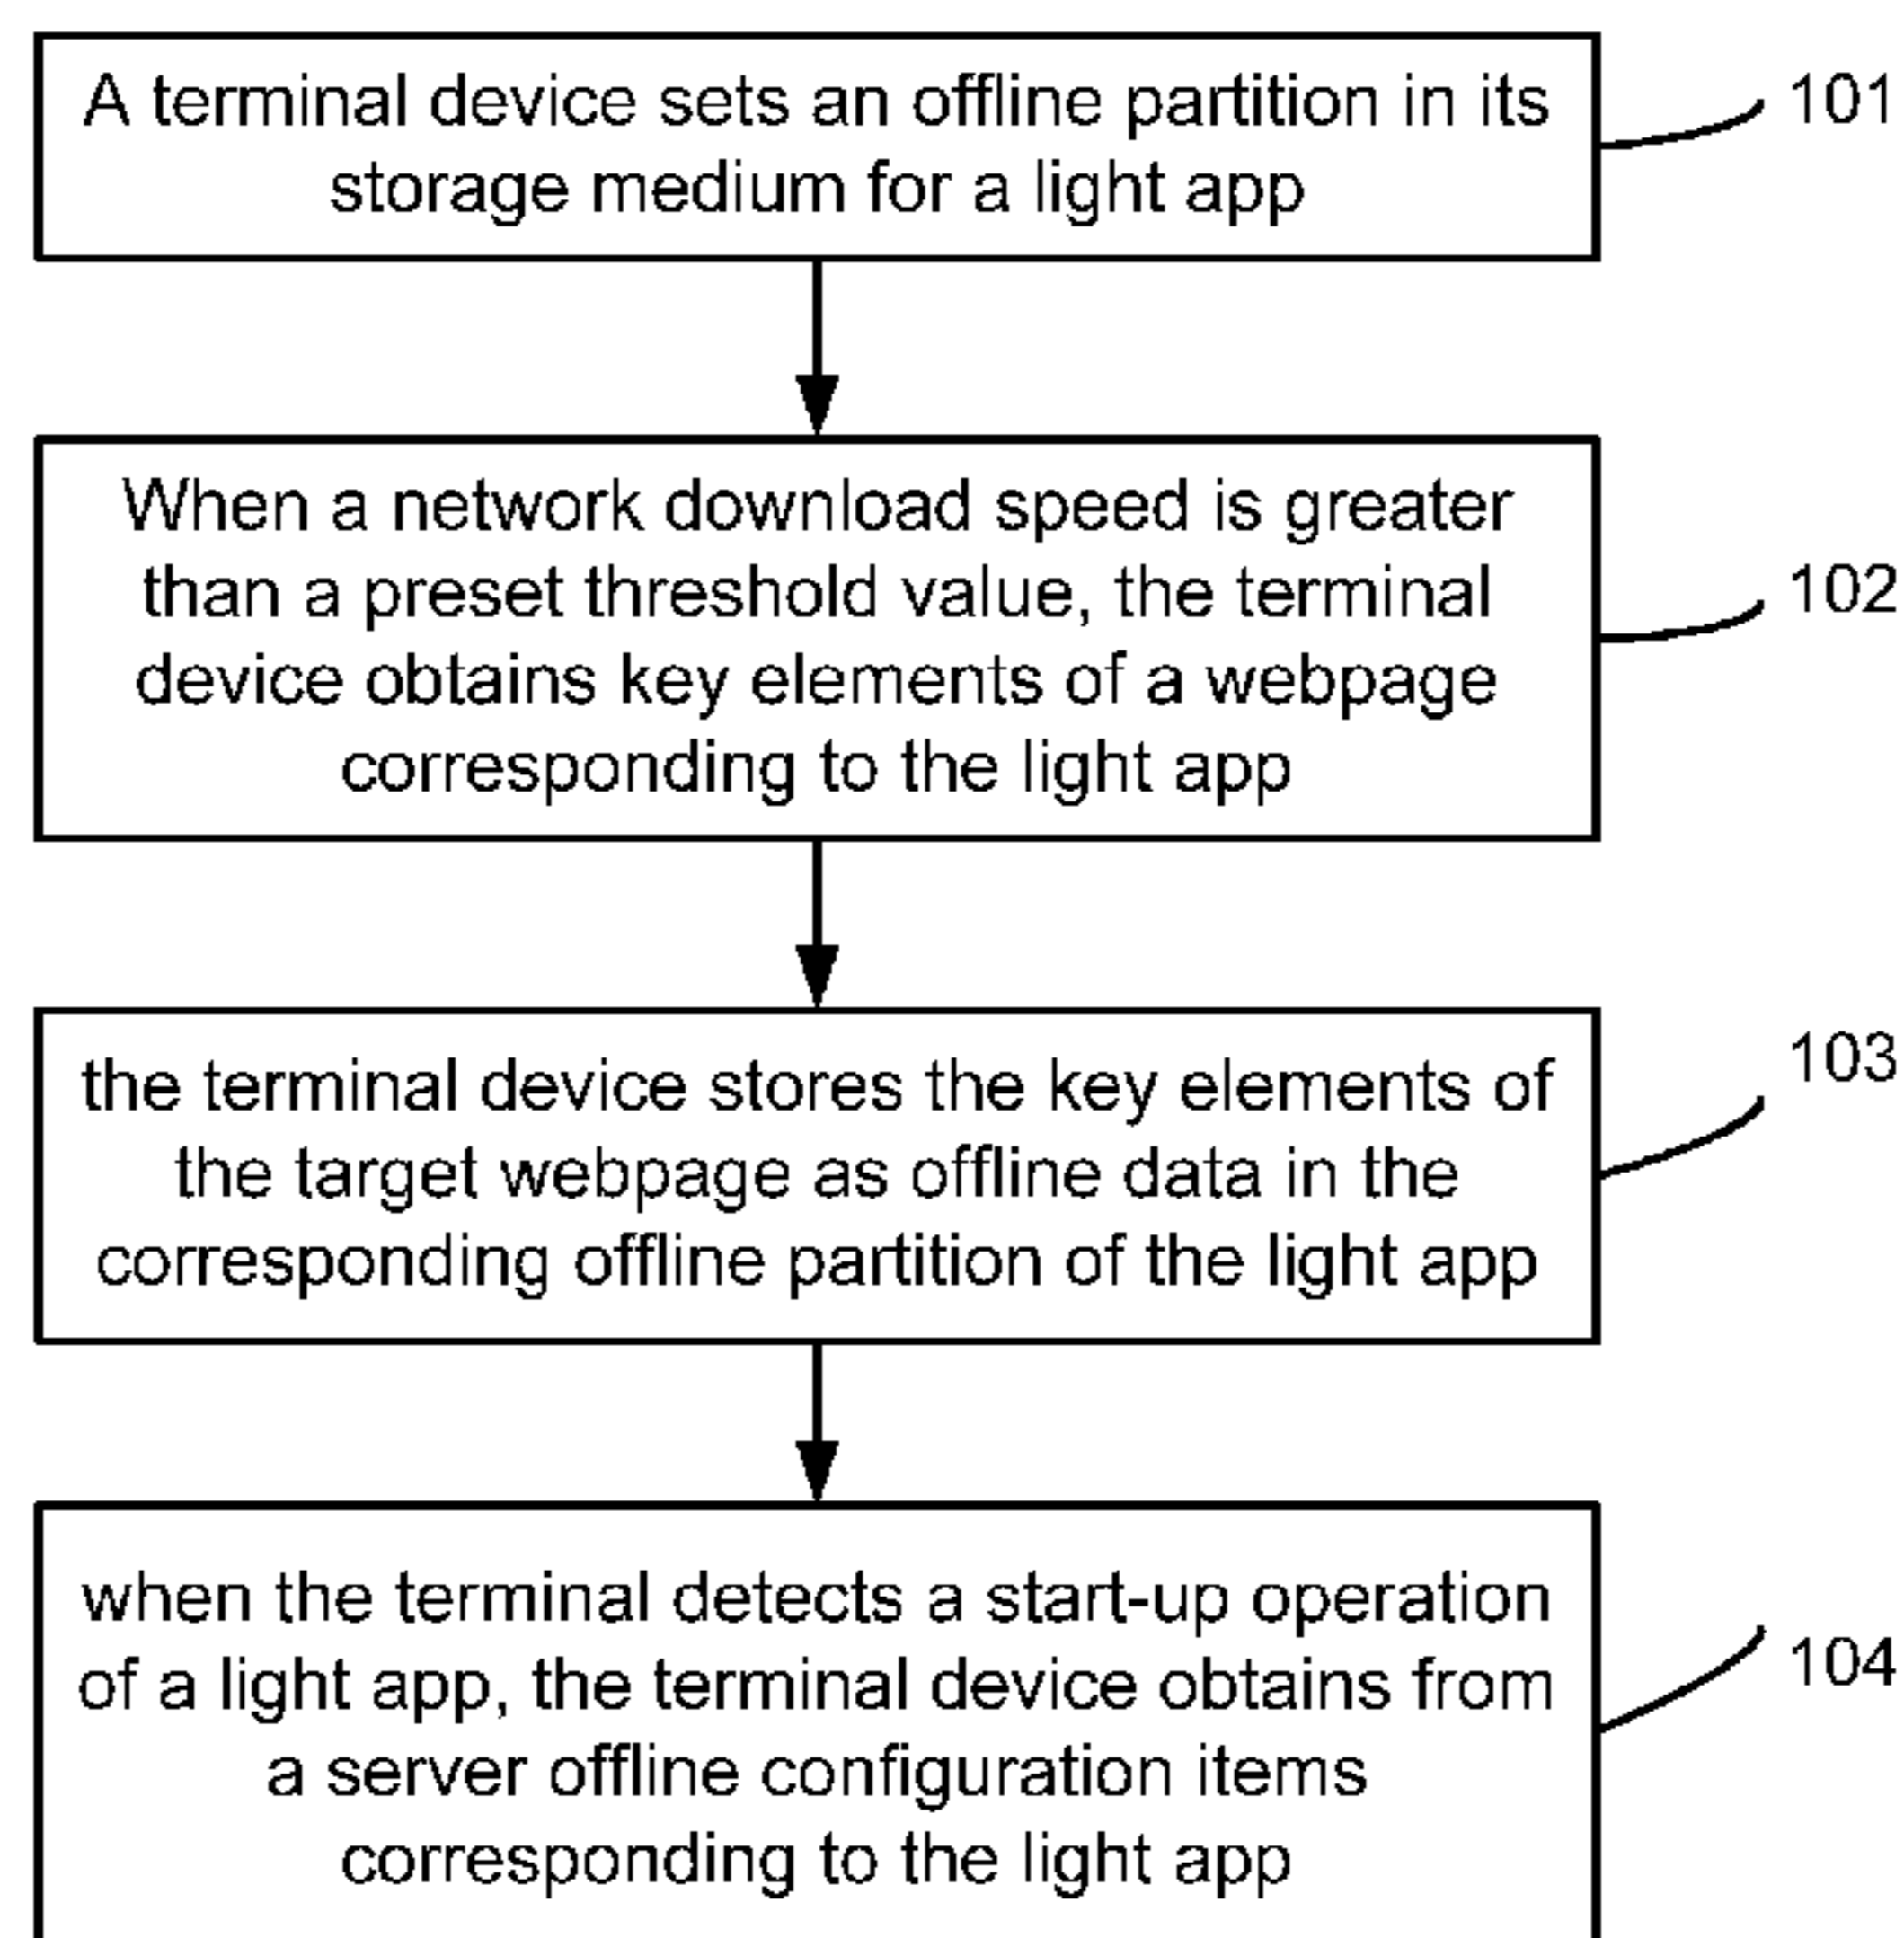 A terminal device sets an offline partition in its
storage medium for a light app
101
When a network download speed is greater
than a preset threshold value, the terminal
device obtains key elements of a webpage
corresponding to the light app
102
the terminal device stores the key elements of
the target webpage as offline data in the
corresponding offline partition of the light app
103
when the terminal detects a start-up operation
of a light app, the terminal device obtains from
a server offline configuration items
corresponding to the light app
104